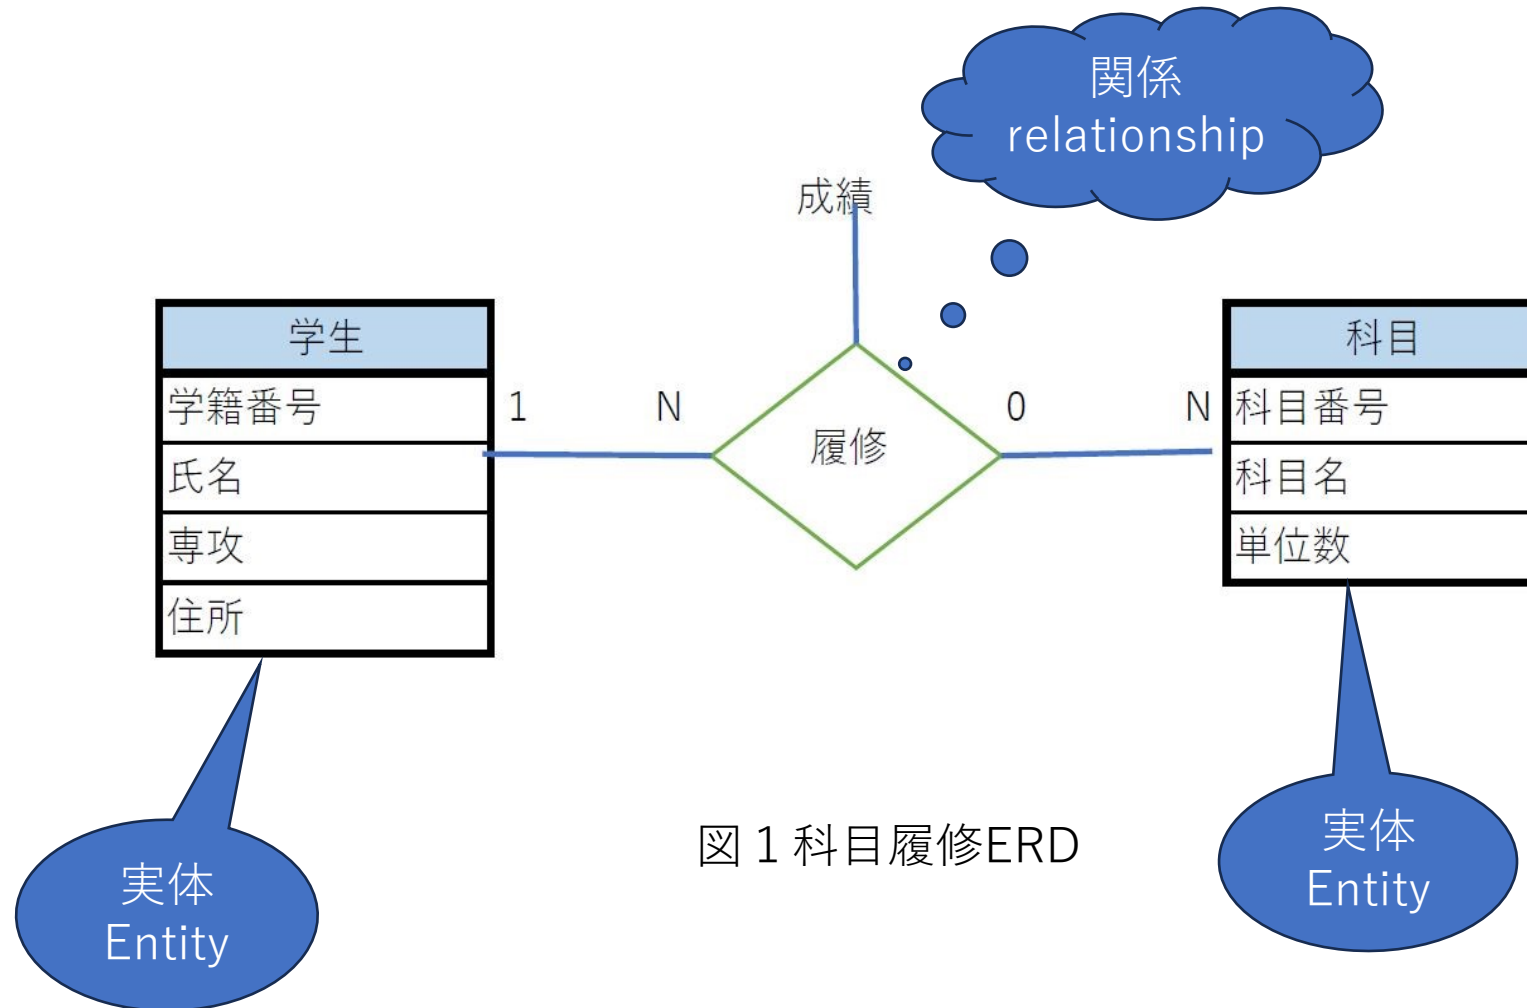 関係
relationship
成績
学生
学籍番号
氏名
専攻
住所
1 N
履修
0 N
科目
科目番号
科目名
単位数
図１科目履修ERD
実体
Entity
実体
Entity